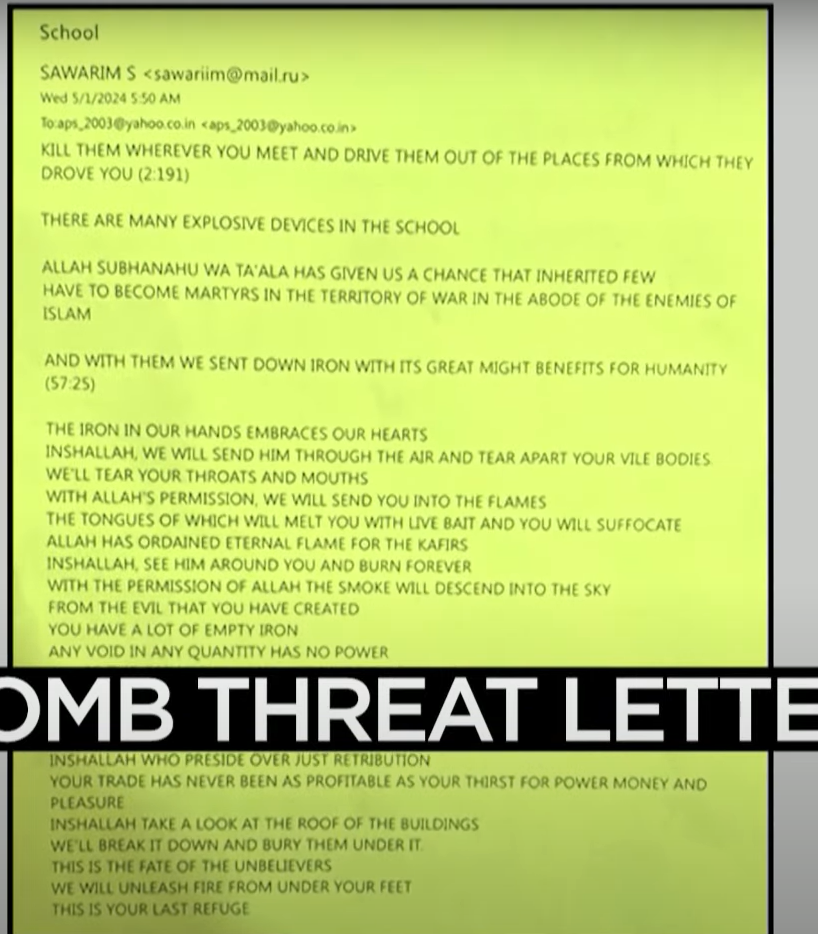 School
SAWARIM S <sawariim@mail.ru>
Wed 5/1/2024 5:50 AM
To:aps_2003@yahoo.co.in <aps_2003@yahoo.co.in>
KILL THEM WHEREVER YOU MEET AND DRIVE THEM OUT OF THE PLACES FROM WHICH THEY
DROVE YOU (2:191)
THERE ARE MANY EXPLOSIVE DEVICES IN THE SCHOOL
ALLAH SUBHANAHU WA TA'ALA HAS GIVEN US A CHANCE THAT INHERITED FEW
HAVE TO BECOME MARTYRS IN THE TERRITORY OF WAR IN THE ABODE OF THE ENEMIES OF
ISLAM
AND WITH THEM WE SENT DOWN IRON WITH ITS GREAT MIGHT BENEFITS FOR HUMANITY
(57:25)
THE IRON IN OUR HANDS EMBRACES OUR HEARTS
INSHALLAH, WE WILL SEND HIM THROUGH THE AIR AND TEAR APART YOUR VILE BODIES
WE'LL TEAR YOUR THROATS AND MOUTHS
WITH ALLAH'S PERMISSION, WE WILL SEND YOU INTO THE FLAMES
THE TONGUES OF WHICH WILL MELT YOU WITH LIVE BAIT AND YOU WILL SUFFOCATE
ALLAH HAS ORDAINED ETERNAL FLAME FOR THE KAFIRS
INSHALLAH, SEE HIM AROUND YOU AND BURN FOREVER
WITH THE PERMISSION OF ALLAH THE SMOKE WILL DESCEND INTO THE SKY
FROM THE EVIL THAT YOU HAVE CREATED
YOU HAVE A LOT OF EMPTY IRON
ANY VOID IN ANY QUANTITY HAS NO POWER
OMB THREAT LETTE
INSHALLAH WHO PRESIDE OVER JUST RETRIBUTION
YOUR TRADE HAS NEVER BEEN AS PROFITABLE AS YOUR THIRST FOR POWER MONEY AND
PLEASURE
INSHALLAH TAKE A LOOK AT THE ROOF OF THE BUILDINGS
WE'LL BREAK IT DOWN AND BURY THEM UNDER IT.
THIS IS THE FATE OF THE UNBELIEVERS
WE WILL UNLEASH FIRE FROM UNDER YOUR FEET
THIS IS YOUR LAST REFUGE